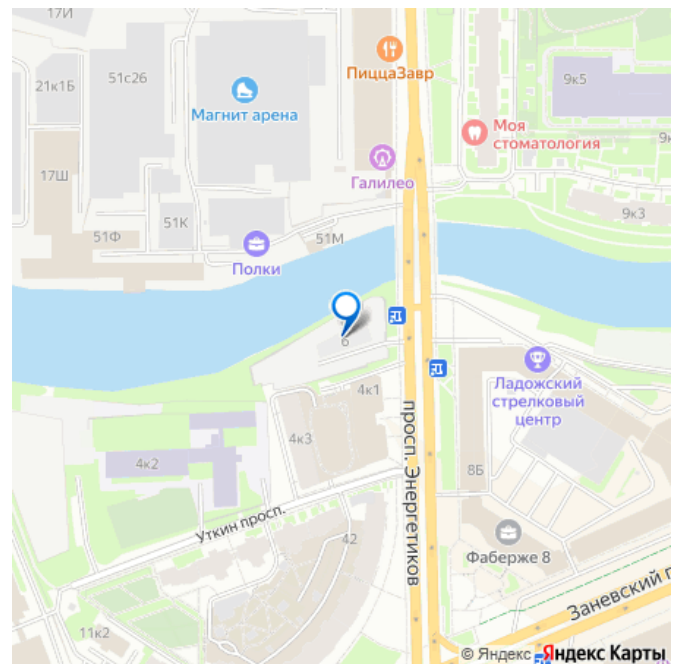 17И
21к1Б
51с26
Магнит арена
ПиццаЗавр
9к5
Моя
стоматология
17Ш
Галилео
51К
51Ф
51М
9к3
Полки
6
4к1
Ладожский
стрелковый
центр
4к3
4к2
просп. Энергетиков
8Б
Уткин просп.
42
Фаберже 8
Заневский п
11к2
© Яндекс Яндекс Карты